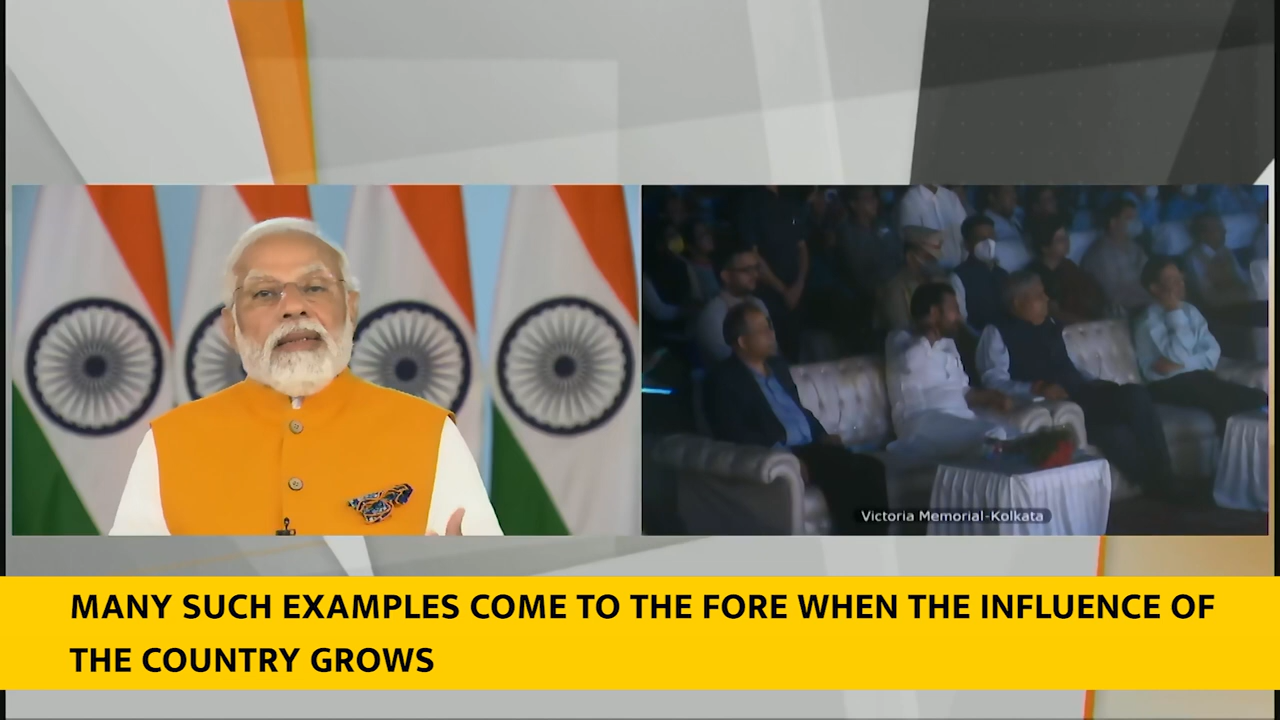 Victoria Memorial-Kolkata
MANY SUCH EXAMPLES COME TO THE FORE WHEN THE INFLUENCE OF
THE COUNTRY GROWS